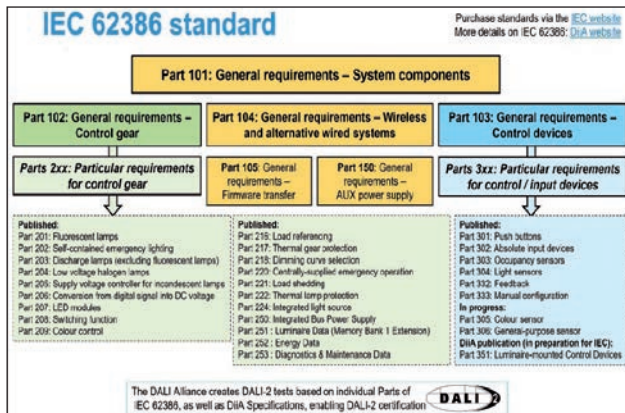 IEC 62386 standard
Purchase standards via the IEC website
More details on IEC 62386: DiiA website
Part 101: General requirements – System components
Part 102: General requirements –
Control gear
Part 104: General requirements – Wireless
and alternative wired systems
Part 103: General requirements –
Control devices
Parts 2xx: Particular requirements
for control gear
Part 105: General
requirements –
Firmware transfer
Part 150: General
requirements –
AUX power supply
Parts 3xx: Particular requirements
for control / input devices
Published:
Part 201: Fluorescent lamps
Part 202: Self-contained emergency lighting
Part 203: Discharge lamps (excluding fluorescent lamps)
Part 204: Low voltage halogen lamps
Part 205: Supply voltage controller for incandescent lamps
Part 206: Conversion from digital signal into DC voltage
Part 207: LED modules
Part 208: Switching function
Part 209: Colour control
Published:
Part 216: Load referencing
Part 217: Thermal gear protection
Part 218: Dimming curve selection
Part 220: Centrally-supplied emergency operation
Part 221: Load shedding
Part 222: Thermal lamp protection
Part 224: Integrated light source
Part 250: Integrated Bus Power Supply
Part 251: Luminaire Data (Memory Bank 1 Extension)
Part 252: Energy Data
Part 253: Diagnostics & Maintenance Data
Published:
Part 301: Push buttons
Part 302: Absolute input devices
Part 303: Occupancy sensors
Part 304: Light sensors
Part 332: Feedback
Part 333: Manual configuration
In progress:
Part 305: Colour sensor
Part 306: General-purpose sensor
DiiA publication (in preparation for IEC):
Part 351: Luminaire-mounted Control Devices
The DALI Alliance creates DALI-2 tests based on individual Parts of
IEC 62386, as well as DiiA Specifications, enabling DALI-2 certification
DALI 2